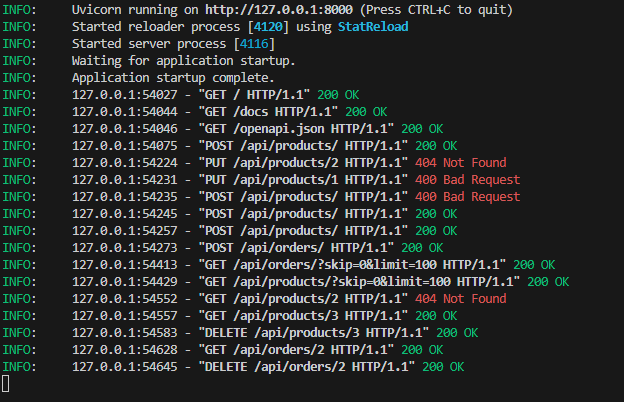 INFO:     Uvicorn running on http://127.0.0.1:8000 (Press CTRL+C to quit)
INFO:     Started reloader process [4120] using StatReload
INFO:     Started server process [4116]
INFO:     Waiting for application startup.
INFO:     Application startup complete.
INFO:     127.0.0.1:54027 - "GET / HTTP/1.1" 200 OK
INFO:     127.0.0.1:54044 - "GET /docs HTTP/1.1" 200 OK
INFO:     127.0.0.1:54046 - "GET /openapi.json HTTP/1.1" 200 OK
INFO:     127.0.0.1:54075 - "POST /api/products/ HTTP/1.1" 200 OK
INFO:     127.0.0.1:54224 - "PUT /api/products/2 HTTP/1.1" 404 Not Found
INFO:     127.0.0.1:54231 - "PUT /api/products/1 HTTP/1.1" 400 Bad Request
INFO:     127.0.0.1:54235 - "POST /api/products/ HTTP/1.1" 400 Bad Request
INFO:     127.0.0.1:54245 - "POST /api/products/ HTTP/1.1" 200 OK
INFO:     127.0.0.1:54257 - "POST /api/products/ HTTP/1.1" 200 OK
INFO:     127.0.0.1:54273 - "POST /api/orders/ HTTP/1.1" 200 OK
INFO:     127.0.0.1:54413 - "GET /api/orders/?skip=0&limit=100 HTTP/1.1" 200 OK
INFO:     127.0.0.1:54429 - "GET /api/products/?skip=0&limit=100 HTTP/1.1" 200 OK
INFO:     127.0.0.1:54552 - "GET /api/products/2 HTTP/1.1" 404 Not Found
INFO:     127.0.0.1:54557 - "GET /api/products/3 HTTP/1.1" 200 OK
INFO:     127.0.0.1:54583 - "DELETE /api/products/3 HTTP/1.1" 200 OK
INFO:     127.0.0.1:54628 - "GET /api/orders/2 HTTP/1.1" 200 OK
INFO:     127.0.0.1:54645 - "DELETE /api/orders/2 HTTP/1.1" 200 OK